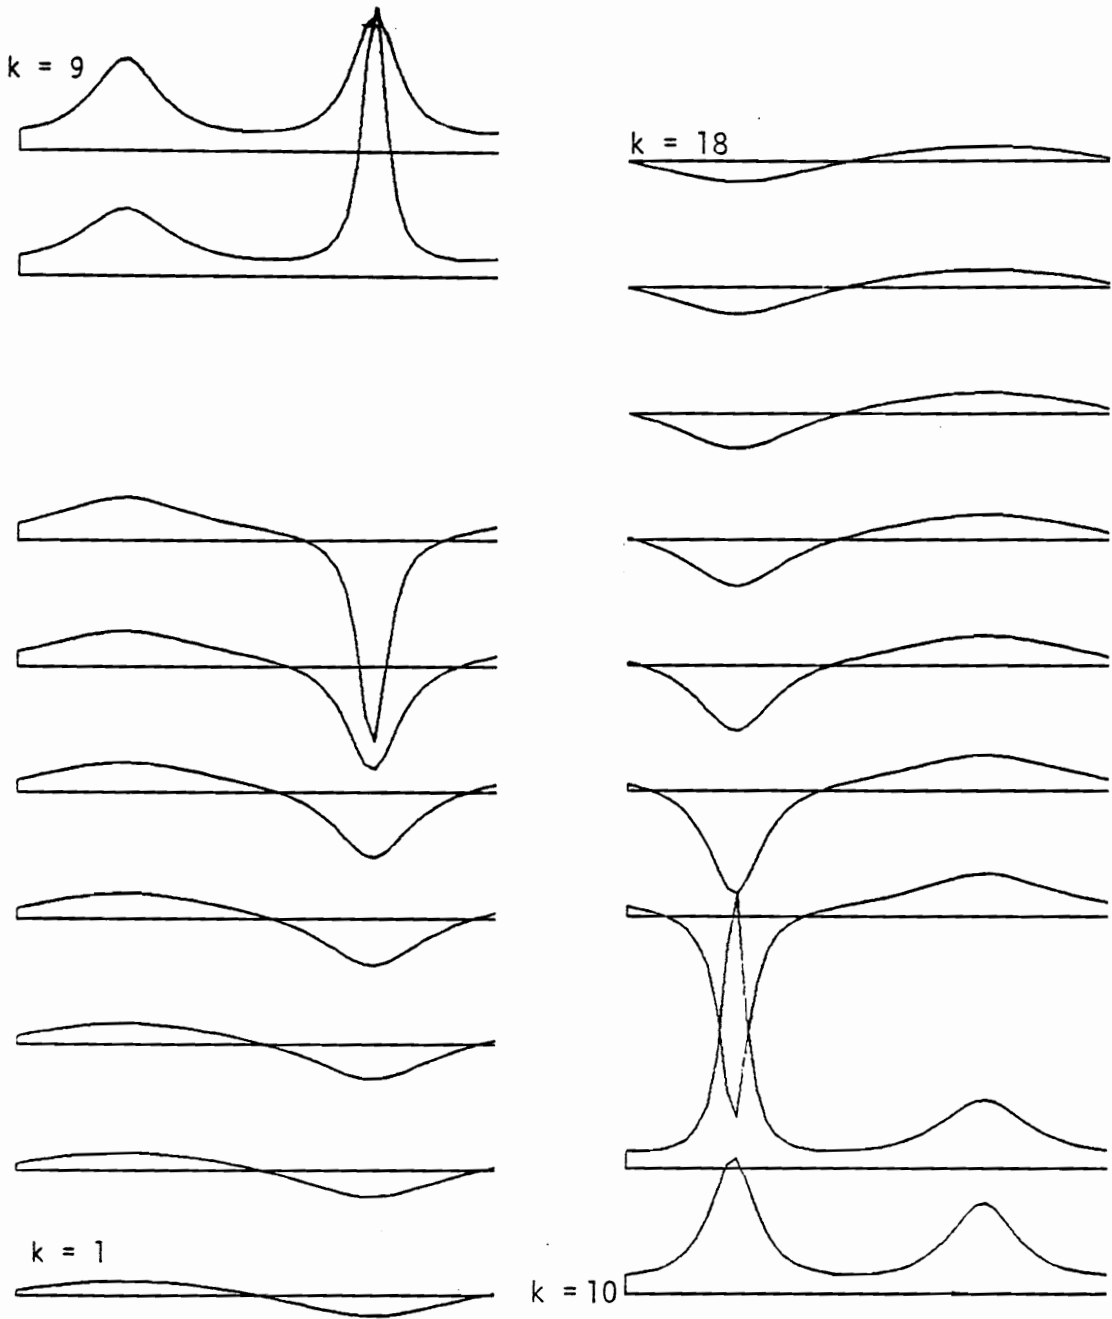 k = 9
k = 18
k = 1
k = 10